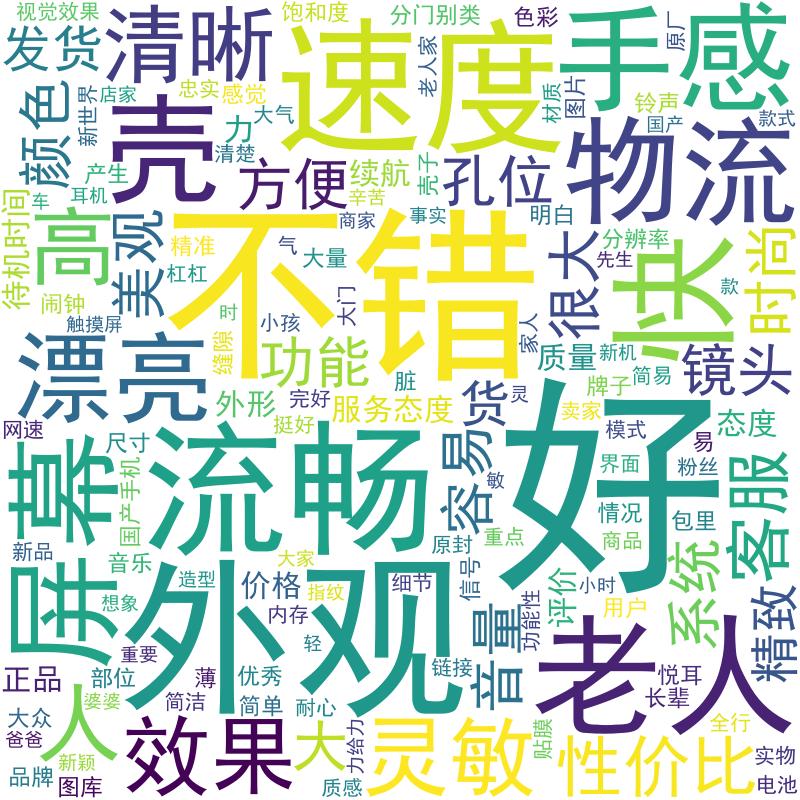 视觉效果
饱和度
分门别类
色彩
原厂
发货
清晰
速度
手感
老人家
忠实
感觉
材质
图片
铃声
国产
款式
颜色
新世界
店家
壳
力
大气
清楚
物流
方便
续航
壳子
孔位
辛苦
产生
耳机
车
待机时间
高
美观
精准
杠杠
商家
气
大量
事实
明白
不错
很大
分辨率
先生
快
时尚
款
闹钟
触摸屏
时
小孩
大门
家人
缝隙
漂亮
功能
质量
新机
镜头
脏
牌子
简易
外形
完好
服务态度
货
灵
卖家
态度
挺好
模式
易
网速
尺寸
屏幕
流畅
好
容易
敏
界面
粉丝
客服
国产手机
原封
重点
情况
包里
商品
新品
音乐
造型
大家
信号
想象
价格
指纹
细节
评价
小时
系统
外观
内存
音量
功能性
用户
精致
轻
重要
正品
部位
薄
优秀
链接
老人
悦耳
长辈
人
婆婆
简洁
简单
耐心
大众
爸爸
效果
大
力给力
灵敏
贴膜
性价比
全行
新颖
品牌
图库
质感
实物
电池